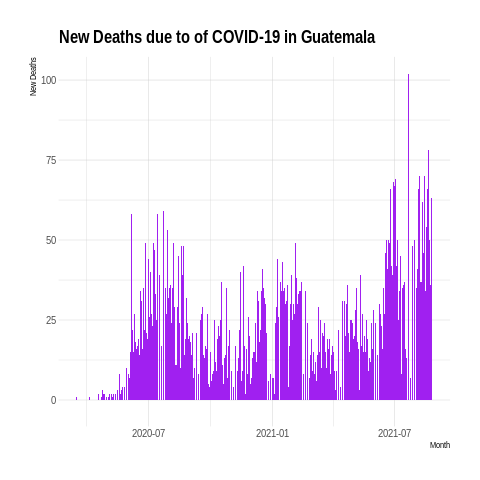 New Deaths due to of COVID-19 in Guatemala
New Deaths
100
75
50
25
0
2020-07
2021-01
2021-07
Month